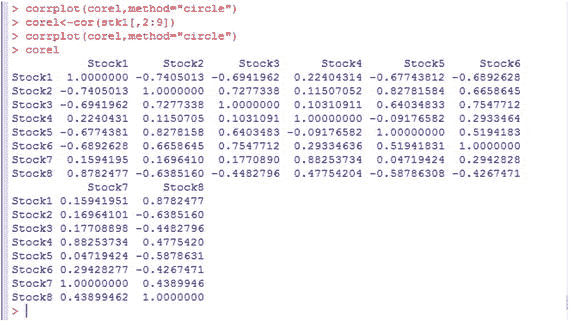 > corrplot(corel,method="circle")
> corel<-cor(stk1[,2:9])
> corrplot(corel,method="circle")
> corel
Stock1 Stock2 Stock3 Stock4 Stock5 Stock6
Stock1 1.0000000 -0.7405013 -0.6941962 0.22404314 -0.67743812 -0.6892628
Stock2 -0.7405013 1.0000000 0.7277338 0.11507052 0.82781584 0.6658645
Stock3 -0.6941962 0.7277338 1.0000000 0.10310911 0.64034833 0.7547712
Stock4 0.2240431 0.1150705 0.1031091 1.00000000 -0.09176582 0.2933464
Stock5 -0.6774381 0.8278158 0.6403483 -0.09176582 1.00000000 0.5194183
Stock6 -0.6892628 0.6658645 0.7547712 0.29334636 0.51941831 1.0000000
Stock7 0.1594195 0.1696410 0.1770890 0.88253734 0.04719424 0.2942828
Stock8 0.8782477 -0.6385160 -0.4482796 0.47754204 -0.58786308 -0.4267471
Stock7 Stock8
Stock1 0.15941951 0.8782477
Stock2 0.16964101 -0.6385160
Stock3 0.17708898 -0.4482796
Stock4 0.88253734 0.4775420
Stock5 0.04719424 -0.5878631
Stock6 0.29428277 -0.4267471
Stock7 1.00000000 0.4389946
Stock8 0.43899462 1.0000000
>